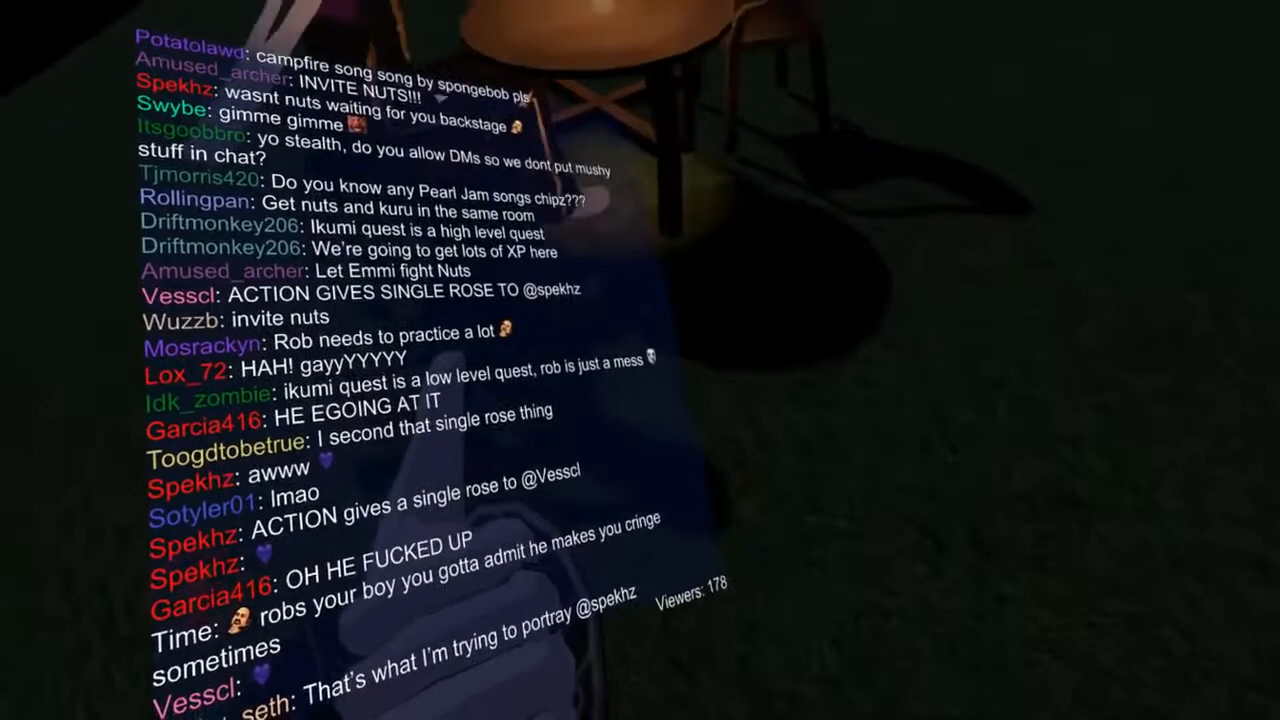 Potatolawd: campfire song song by spongebob pls
Amused_archer: INVITE NUTS!!!
Spekhz: wasnt nuts waiting for you backstage
Swybe: gimme gimme
Itsgoobbro: yo stealth, do you allow DMs so we dont put mushy
stuff in chat?
Tjmorris420: Do you know any Pearl Jam songs chipz???
Rollingpan: Get nuts and kuru in the same room
Driftmonkey206: Ikumi quest is a high level quest
Driftmonkey206: We're going to get lots of XP here
Amused_archer: Let Emmi fight Nuts
Vesscl: ACTION GIVES SINGLE ROSE TO @spekhz
Wuzzb: invite nuts
Mosrackyn: Rob needs to practice a lot
Lox_72: HAH! gayyYYYYY
Idk_zombie: ikumi quest is a low level quest, rob is just a mess
Garcia416: HE EGOING AT IT
Toogdtobetrue: I second that single rose thing
Spekhz: awww 💜
Sotyler01: lmao
Spekhz: ACTION gives a single rose to @Vesscl
Spekhz: 💜
Garcia416: OH HE FUCKED UP
Time: robs your boy you gotta admit he makes you cringe
sometimes
Viewers: 178
Vesscl: 💜
seth: That's what I'm trying to portray @spekhz